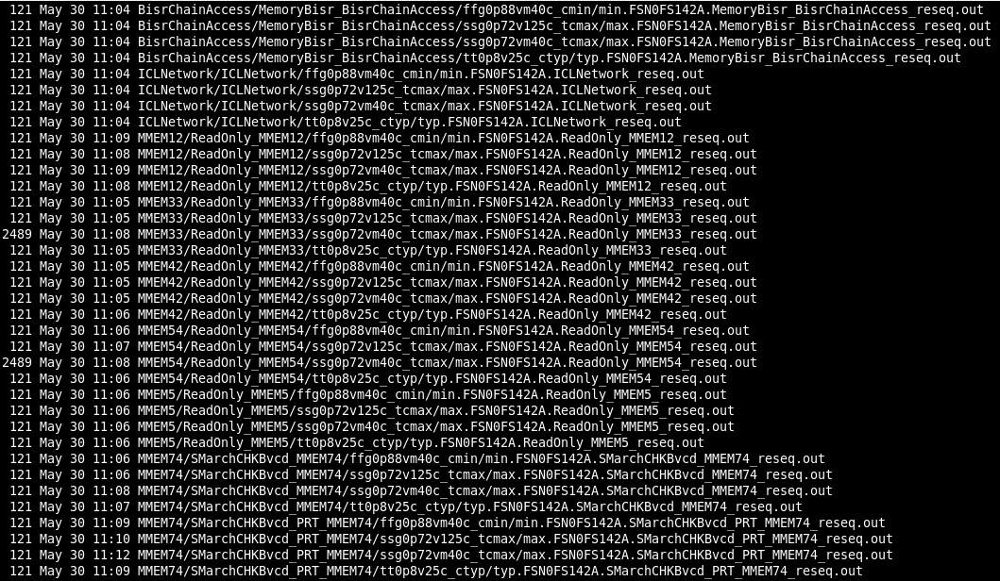 121 May 30 11:04 BisrChainAccess/MemoryBisr_BisrChainAccess/ffg0p88vm40c_cmin/min.FSN0FS142A.MemoryBisr_BisrChainAccess_reseq.out
121 May 30 11:04 BisrChainAccess/MemoryBisr_BisrChainAccess/ssg0p72v125c_tcmax/max.FSN0FS142A.MemoryBisr_BisrChainAccess_reseq.out
121 May 30 11:04 BisrChainAccess/MemoryBisr_BisrChainAccess/ssg0p72vm40c_tcmax/max.FSN0FS142A.MemoryBisr_BisrChainAccess_reseq.out
121 May 30 11:04 BisrChainAccess/MemoryBisr_BisrChainAccess/tt0p8v25c_ctyp/typ.FSN0FS142A.MemoryBisr_BisrChainAccess_reseq.out
121 May 30 11:04 ICLNetwork/ICLNetwork/ffg0p88vm40c_cmin/min.FSN0FS142A.ICLNetwork_reseq.out
121 May 30 11:04 ICLNetwork/ICLNetwork/ssg0p72v125c_tcmax/max.FSN0FS142A.ICLNetwork_reseq.out
121 May 30 11:04 ICLNetwork/ICLNetwork/ssg0p72vm40c_tcmax/max.FSN0FS142A.ICLNetwork_reseq.out
121 May 30 11:04 ICLNetwork/ICLNetwork/tt0p8v25c_ctyp/typ.FSN0FS142A.ICLNetwork_reseq.out
121 May 30 11:09 MMEM12/ReadOnly_MMEM12/ffg0p88vm40c_cmin/min.FSN0FS142A.ReadOnly_MMEM12_reseq.out
121 May 30 11:08 MMEM12/ReadOnly_MMEM12/ssg0p72v125c_tcmax/max.FSN0FS142A.ReadOnly_MMEM12_reseq.out
121 May 30 11:09 MMEM12/ReadOnly_MMEM12/ssg0p72vm40c_tcmax/max.FSN0FS142A.ReadOnly_MMEM12_reseq.out
121 May 30 11:08 MMEM12/ReadOnly_MMEM12/tt0p8v25c_ctyp/typ.FSN0FS142A.ReadOnly_MMEM12_reseq.out
121 May 30 11:05 MMEM33/ReadOnly_MMEM33/ffg0p88vm40c_cmin/min.FSN0FS142A.ReadOnly_MMEM33_reseq.out
121 May 30 11:05 MMEM33/ReadOnly_MMEM33/ssg0p72v125c_tcmax/max.FSN0FS142A.ReadOnly_MMEM33_reseq.out
2489 May 30 11:08 MMEM33/ReadOnly_MMEM33/ssg0p72vm40c_tcmax/max.FSN0FS142A.ReadOnly_MMEM33_reseq.out
121 May 30 11:05 MMEM33/ReadOnly_MMEM33/tt0p8v25c_ctyp/typ.FSN0FS142A.ReadOnly_MMEM33_reseq.out
121 May 30 11:05 MMEM42/ReadOnly_MMEM42/ffg0p88vm40c_cmin/min.FSN0FS142A.ReadOnly_MMEM42_reseq.out
121 May 30 11:05 MMEM42/ReadOnly_MMEM42/ssg0p72v125c_tcmax/max.FSN0FS142A.ReadOnly_MMEM42_reseq.out
121 May 30 11:05 MMEM42/ReadOnly_MMEM42/ssg0p72vm40c_tcmax/max.FSN0FS142A.ReadOnly_MMEM42_reseq.out
121 May 30 11:06 MMEM42/ReadOnly_MMEM42/tt0p8v25c_ctyp/typ.FSN0FS142A.ReadOnly_MMEM42_reseq.out
121 May 30 11:06 MMEM54/ReadOnly_MMEM54/ffg0p88vm40c_cmin/min.FSN0FS142A.ReadOnly_MMEM54_reseq.out
121 May 30 11:07 MMEM54/ReadOnly_MMEM54/ssg0p72v125c_tcmax/max.FSN0FS142A.ReadOnly_MMEM54_reseq.out
2489 May 30 11:08 MMEM54/ReadOnly_MMEM54/ssg0p72vm40c_tcmax/max.FSN0FS142A.ReadOnly_MMEM54_reseq.out
121 May 30 11:06 MMEM54/ReadOnly_MMEM54/tt0p8v25c_ctyp/typ.FSN0FS142A.ReadOnly_MMEM54_reseq.out
121 May 30 11:06 MMEM5/ReadOnly_MMEM5/ffg0p88vm40c_cmin/min.FSN0FS142A.ReadOnly_MMEM5_reseq.out
121 May 30 11:06 MMEM5/ReadOnly_MMEM5/ssg0p72v125c_tcmax/max.FSN0FS142A.ReadOnly_MMEM5_reseq.out
121 May 30 11:06 MMEM5/ReadOnly_MMEM5/ssg0p72vm40c_tcmax/max.FSN0FS142A.ReadOnly_MMEM5_reseq.out
121 May 30 11:06 MMEM5/ReadOnly_MMEM5/tt0p8v25c_ctyp/typ.FSN0FS142A.ReadOnly_MMEM5_reseq.out
121 May 30 11:06 MMEM74/SMarchCHKBvcd_MMEM74/ffg0p88vm40c_cmin/min.FSN0FS142A.SMarchCHKBvcd_MMEM74_reseq.out
121 May 30 11:06 MMEM74/SMarchCHKBvcd_MMEM74/ssg0p72v125c_tcmax/max.FSN0FS142A.SMarchCHKBvcd_MMEM74_reseq.out
121 May 30 11:08 MMEM74/SMarchCHKBvcd_MMEM74/ssg0p72vm40c_tcmax/max.FSN0FS142A.SMarchCHKBvcd_MMEM74_reseq.out
121 May 30 11:07 MMEM74/SMarchCHKBvcd_MMEM74/tt0p8v25c_ctyp/typ.FSN0FS142A.SMarchCHKBvcd_MMEM74_reseq.out
121 May 30 11:09 MMEM74/SMarchCHKBvcd_PRT_MMEM74/ffg0p88vm40c_cmin/min.FSN0FS142A.SMarchCHKBvcd_PRT_MMEM74_reseq.out
121 May 30 11:10 MMEM74/SMarchCHKBvcd_PRT_MMEM74/ssg0p72v125c_tcmax/max.FSN0FS142A.SMarchCHKBvcd_PRT_MMEM74_reseq.out
121 May 30 11:12 MMEM74/SMarchCHKBvcd_PRT_MMEM74/ssg0p72vm40c_tcmax/max.FSN0FS142A.SMarchCHKBvcd_PRT_MMEM74_reseq.out
121 May 30 11:09 MMEM74/SMarchCHKBvcd_PRT_MMEM74/tt0p8v25c_ctyp/typ.FSN0FS142A.SMarchCHKBvcd_PRT_MMEM74_reseq.out